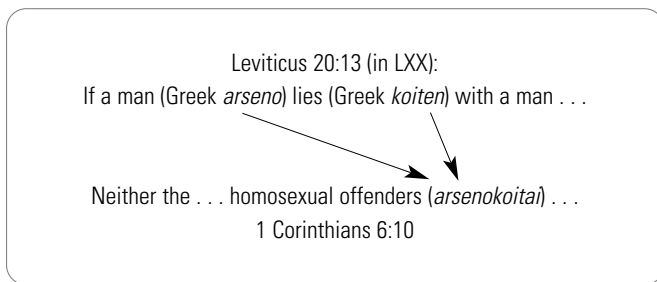 Leviticus 20:13 (in LXX):
If a man (Greek arseno) lies (Greek koiten) with a man . . .
Neither the . . . homosexual offenders (arsenokoitai) . . .
1 Corinthians 6:10